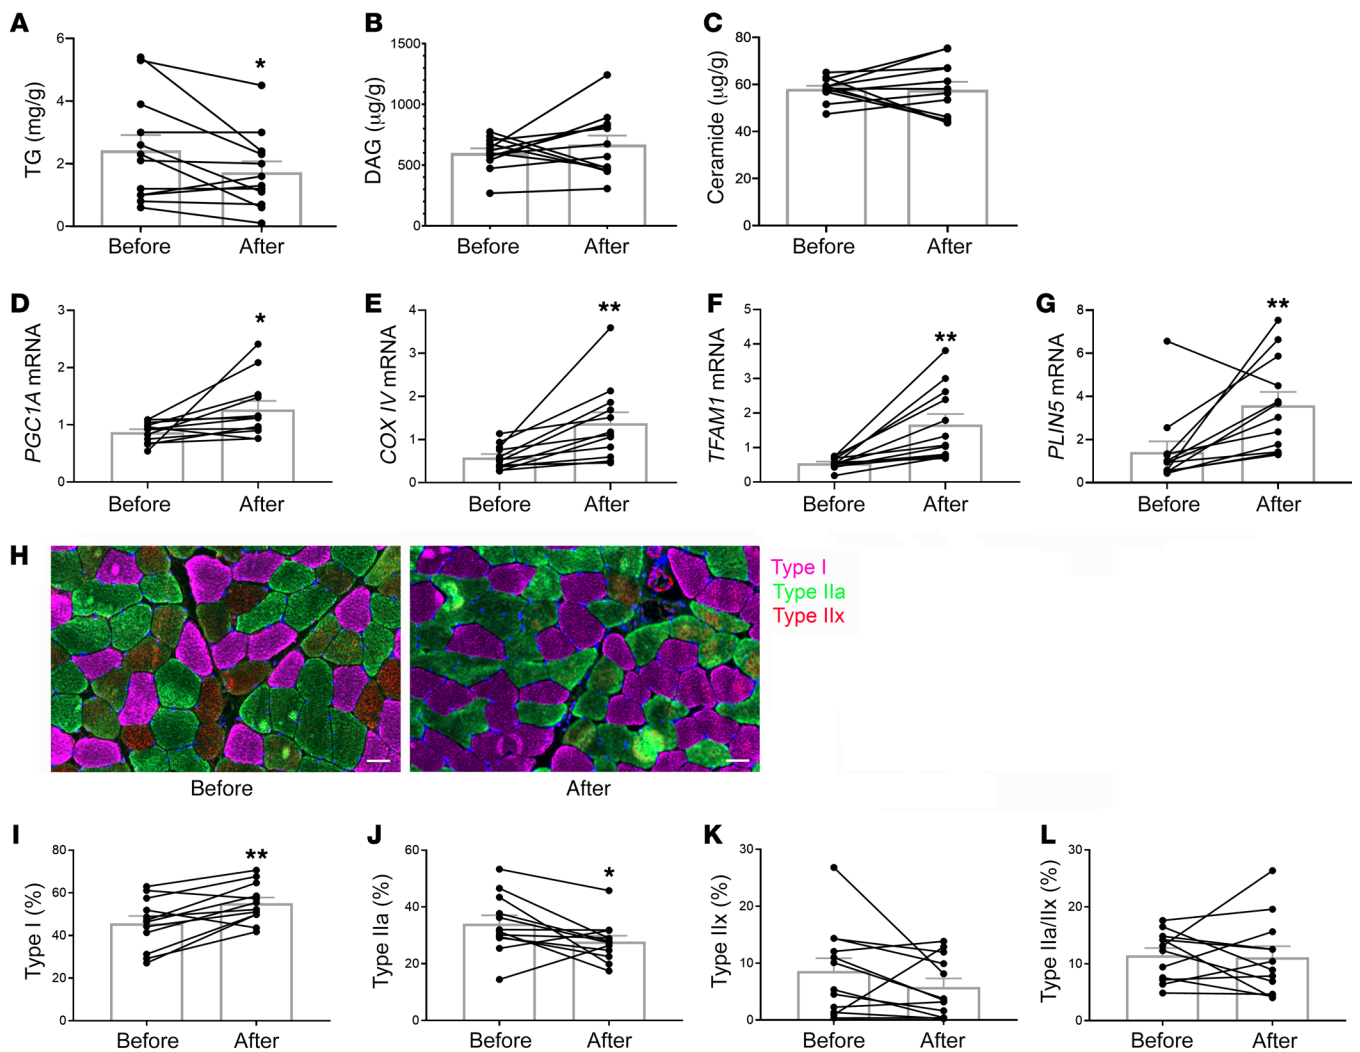 A
TG (mg/g)
6
4
2
0
*
Before After
B
DAG (μg/g)
1500
1000
500
0
Before After
C
Ceramide (μg/g)
80
60
40
20
0
Before After
D
PGC1A mRNA
3
2
1
0
*
Before After
E
COX IV mRNA
4
3
2
1
0
**
Before After
F
TFAM1 mRNA
5
4
3
2
1
0
**
Before After
G
PLIN5 mRNA
8
6
4
2
0
**
Before After
H
Type I
Type IIa
Type IIx
Before After
I
Type I (%)
80
60
40
20
0
**
Before After
J
Type IIa (%)
60
40
20
0
*
Before After
K
Type IIx (%)
30
20
10
0
Before After
L
Type IIa/IIx (%)
30
20
10
0
Before After